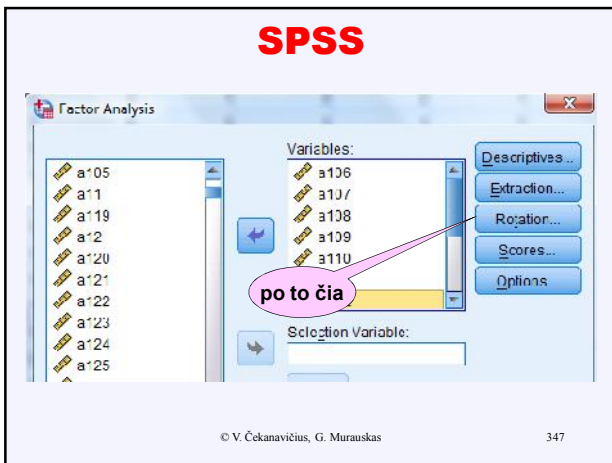 SPSS
Factor Analysis
X
Variables:
a105
a11
a119
a12
a120
a121
a122
a123
a124
a125
a106
a107
a108
a109
a110
Descriptives...
Extraction...
Rotation...
Scores...
Options
po to čia
Selection Variable:
© V. Čekanavičius, G. Murauskas
347